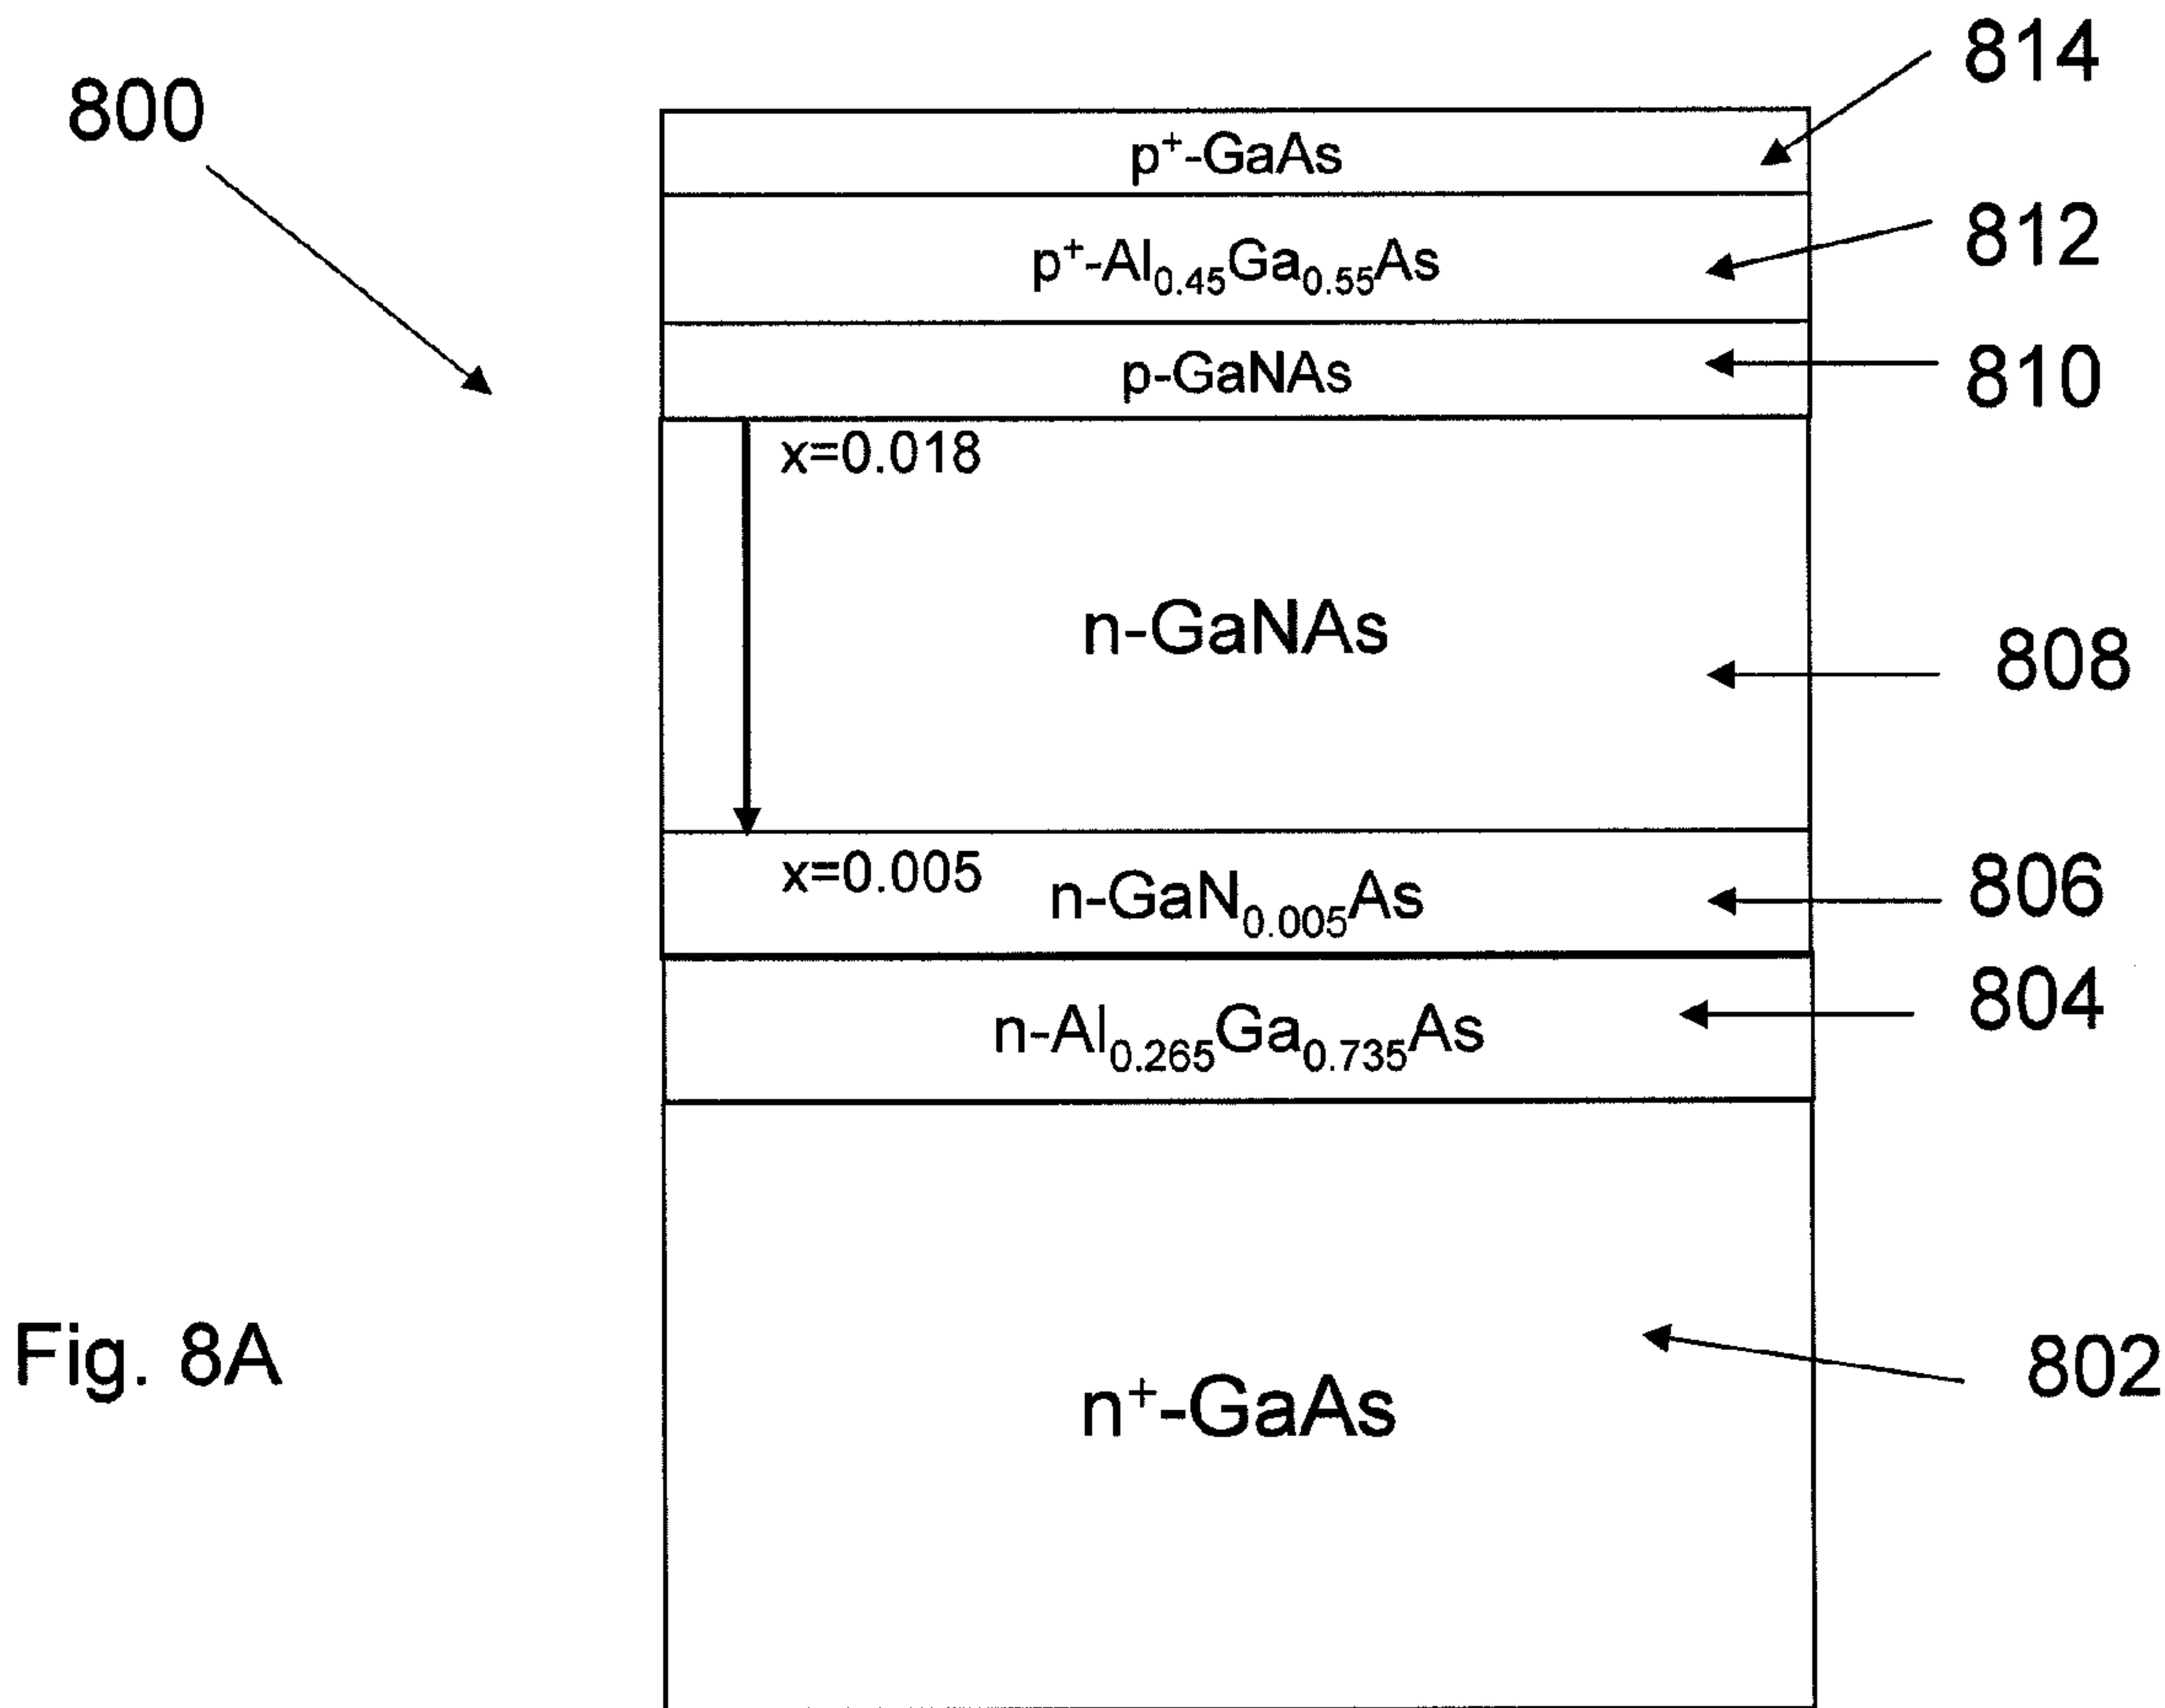 814
800
p⁺-GaAs
p⁺-Al₀.₄₅Ga₀.₅₅As
812
p-GaNAs
810
x=0.018
n-GaNAs
808
x=0.005
n-GaN₀.₀₀₅As
806
n-Al₀.₂₆₅Ga₀.₇₃₅As
804
Fig. 8A
n⁺-GaAs
802